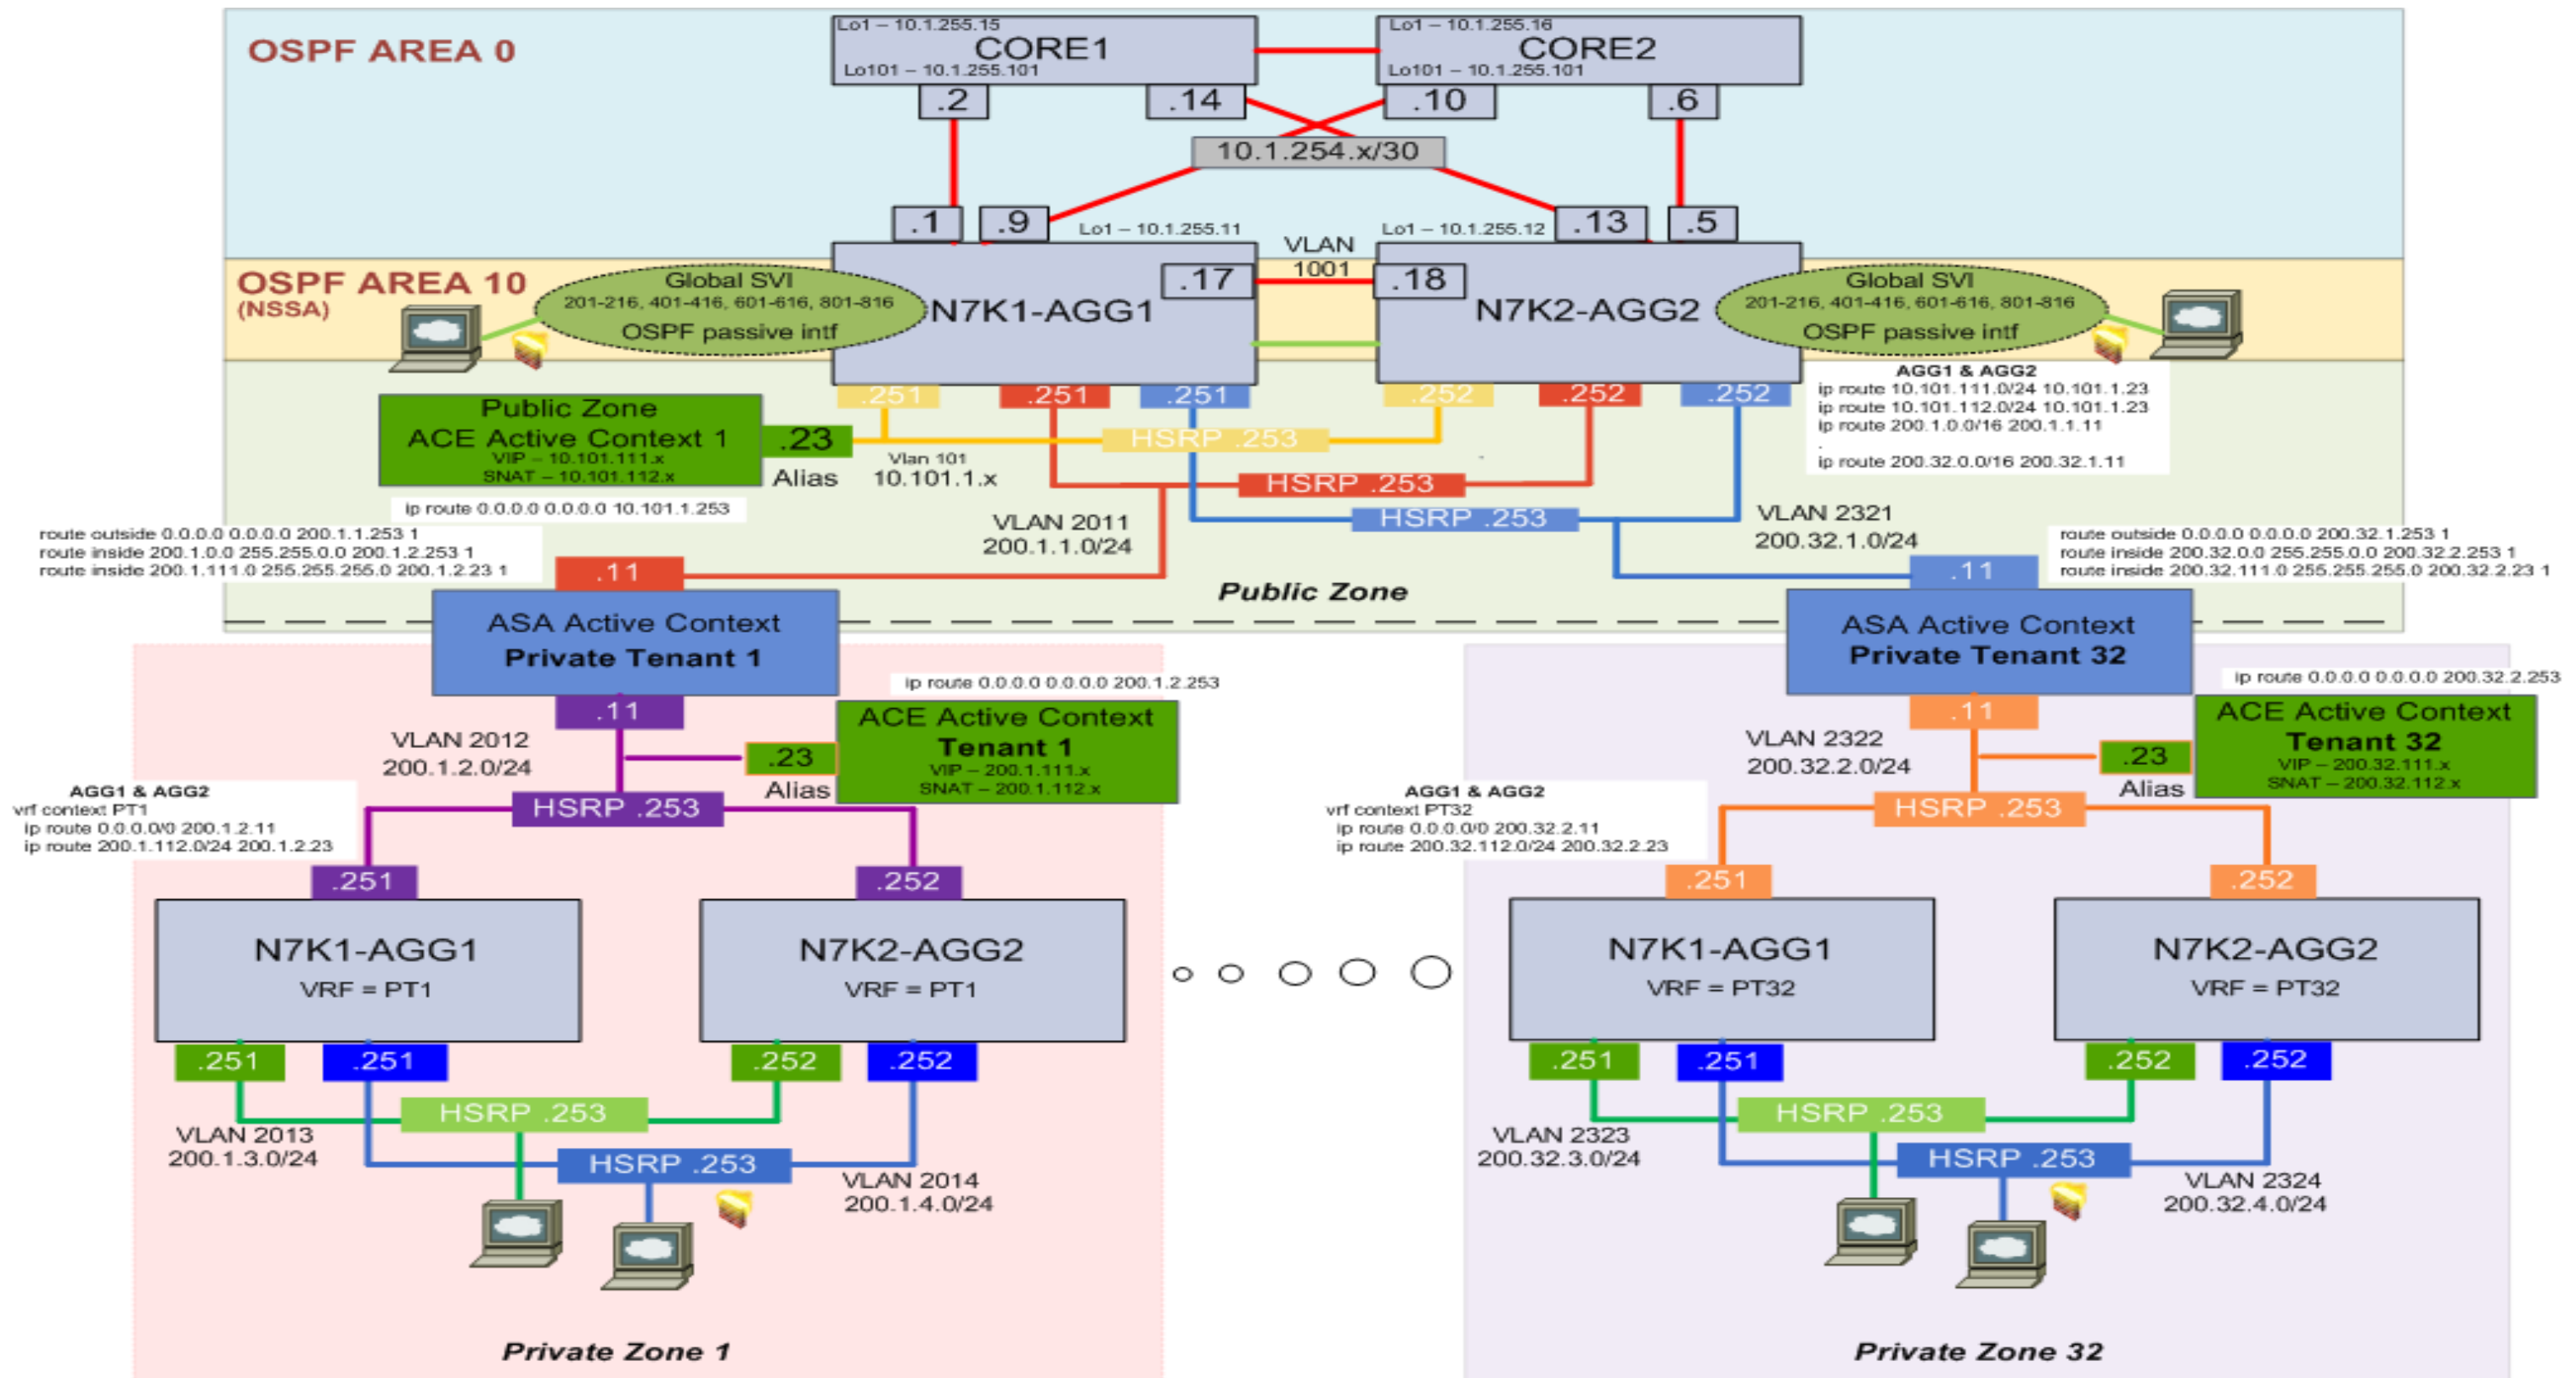 OSPF AREA 0
Lo1 – 10.1.255.15
CORE1
Lo101 – 10.1.255.101
Lo1 – 10.1.255.16
CORE2
Lo101 – 10.1.255.101
.2
.14
.10
.6
10.1.254.x/30
.1
.9
Lo1 – 10.1.255.11
VLAN
1001
Lo1 – 10.1.255.12
.13
.5
OSPF AREA 10
(NSSA)
Global SVI
201-216, 401-416, 601-616, 801-816
OSPF passive intf
N7K1-AGG1
.17
.18
N7K2-AGG2
Global SVI
201-216, 401-416, 601-616, 801-816
OSPF passive intf
.251
.251
.251
.252
.252
.252
AGG1 & AGG2
ip route 10.101.111.0/24 10.101.1.23
ip route 10.101.112.0/24 10.101.1.23
ip route 200.1.0.0/16 200.1.1.11
.
ip route 200.32.0.0/16 200.32.1.11
Public Zone
ACE Active Context 1
VIP – 10.101.111.x
SNAT – 10.101.112.x
.23
Alias
Vlan 101
10.101.1.x
HSRP .253
HSRP .253
HSRP .253
ip route 0.0.0.0 0.0.0.0 10.101.1.253
route outside 0.0.0.0 0.0.0.0 200.1.1.253 1
route inside 200.1.0.0 255.255.0.0 200.1.2.253 1
route inside 200.1.111.0 255.255.255.0 200.1.2.23 1
VLAN 2011
200.1.1.0/24
VLAN 2321
200.32.1.0/24
route outside 0.0.0.0 0.0.0.0 200.32.1.253 1
route inside 200.32.0.0 255.255.0.0 200.32.2.253 1
route inside 200.32.111.0 255.255.255.0 200.32.2.23 1
.11
.11
Public Zone
ASA Active Context
Private Tenant 1
ASA Active Context
Private Tenant 32
.11
ip route 0.0.0.0 0.0.0.0 200.1.2.253
ACE Active Context
Tenant 1
VIP – 200.1.111.x
SNAT – 200.1.112.x
VLAN 2012
200.1.2.0/24
.23
Alias
HSRP .253
AGG1 & AGG2
vrf context PT1
ip route 0.0.0.0/0 200.1.2.11
ip route 200.1.112.0/24 200.1.2.23
.251
.252
N7K1-AGG1
VRF = PT1
N7K2-AGG2
VRF = PT1
.251
.251
.252
.252
HSRP .253
VLAN 2013
200.1.3.0/24
HSRP .253
VLAN 2014
200.1.4.0/24
Private Zone 1
.11
ip route 0.0.0.0 0.0.0.0 200.32.2.253
ACE Active Context
Tenant 32
VIP – 200.32.111.x
SNAT – 200.32.112.x
VLAN 2322
200.32.2.0/24
.23
Alias
HSRP .253
AGG1 & AGG2
vrf context PT32
ip route 0.0.0.0/0 200.32.2.11
ip route 200.32.112.0/24 200.32.2.23
.251
.252
N7K1-AGG1
VRF = PT32
N7K2-AGG2
VRF = PT32
.251
.251
.252
.252
HSRP .253
VLAN 2323
200.32.3.0/24
HSRP .253
VLAN 2324
200.32.4.0/24
Private Zone 32